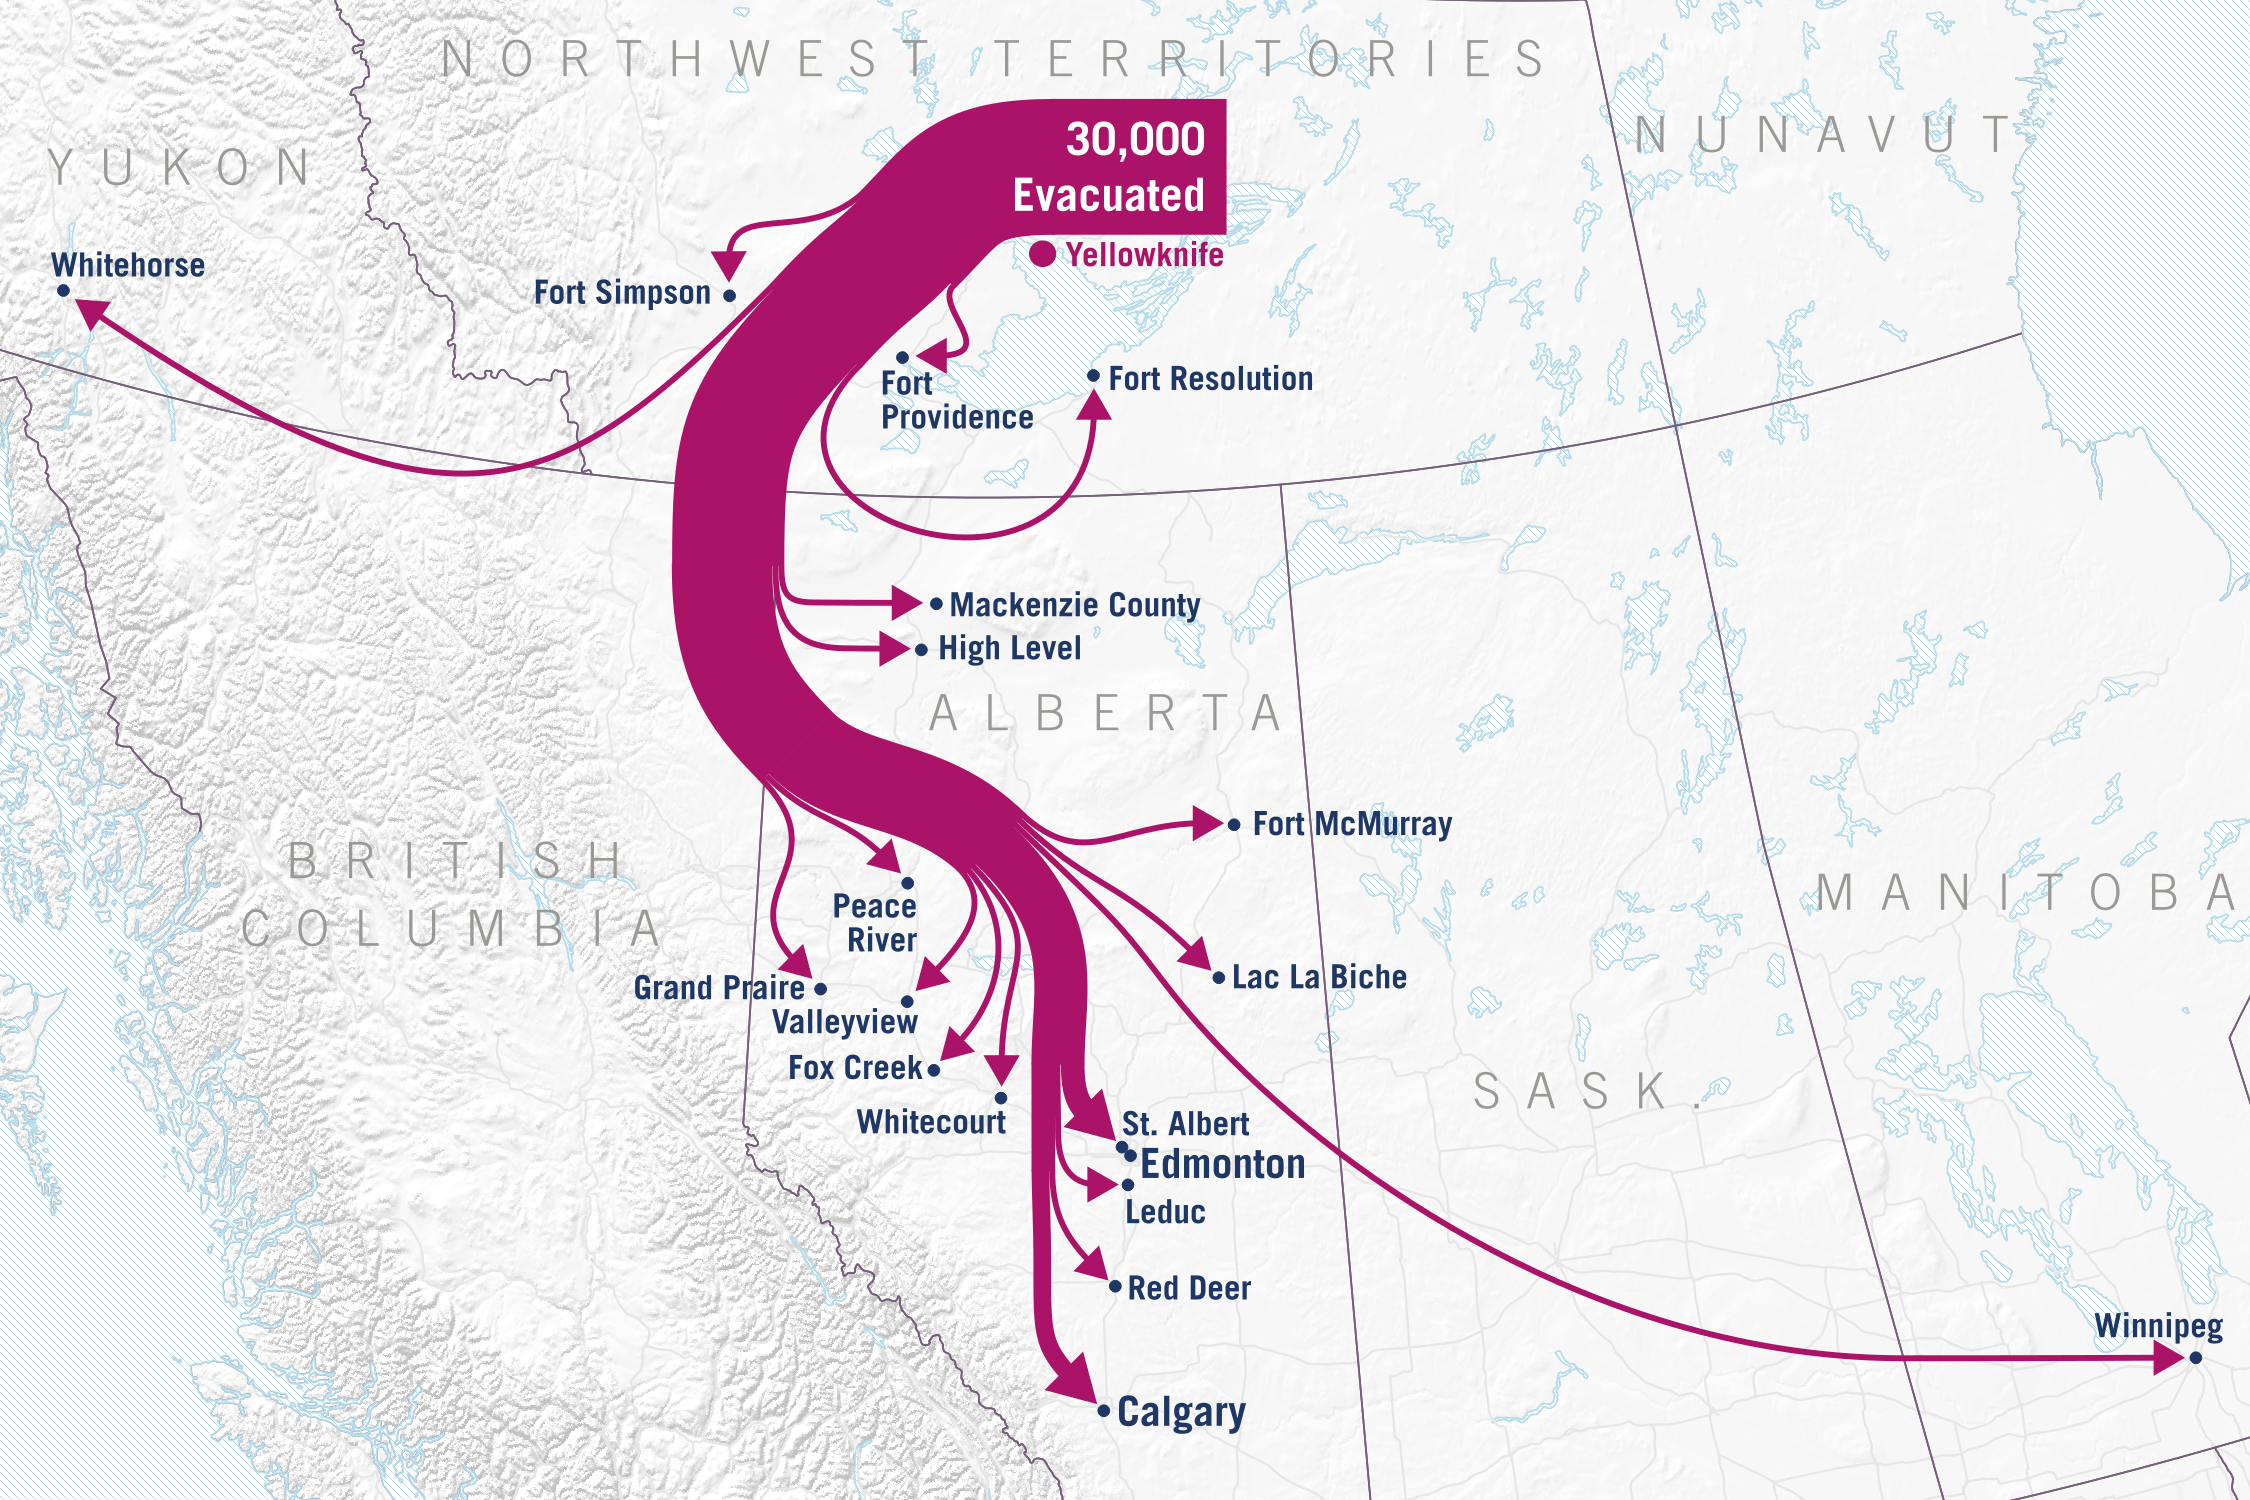 NORTHWEST TERRITORIES
NUNAVUT
YUKON
30,000
Evacuated
Yellowknife
Whitehorse
Fort Simpson
Fort
Providence
Fort Resolution
Mackenzie County
High Level
ALBERTA
Fort McMurray
BRITISH
COLUMBIA
MANITOBA
Peace
River
Lac La Biche
Grand Praire
Valleyview
Fox Creek
Whitecourt
SASK.
St. Albert
Edmonton
Leduc
Red Deer
Winnipeg
Calgary